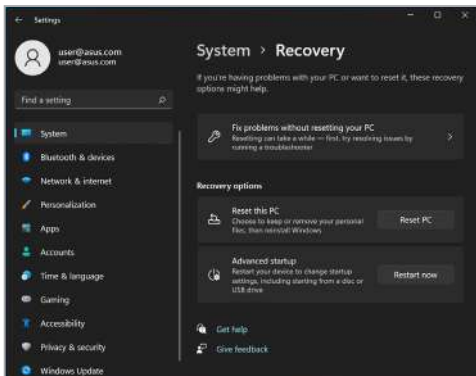 Settings
user@asus.com
user@asus.com
Find a setting
System
Bluetooth & devices
Network & internet
Personalization
Apps
Accounts
Time & language
Gaming
Accessibility
Privacy & security
Windows Update
System > Recovery
If you're having problems with your PC or want to reset it, these recovery
options might help.
Fix problems without resetting your PC
Resetting can take a while — first, try resolving issues by
running a troubleshooter
Recovery options
Reset this PC
Choose to keep or remove your personal
files, then reinstall Windows
Reset PC
Advanced startup
Restart your device to change startup
settings, including starting from a disc or
USB drive
Restart now
Get help
Give feedback